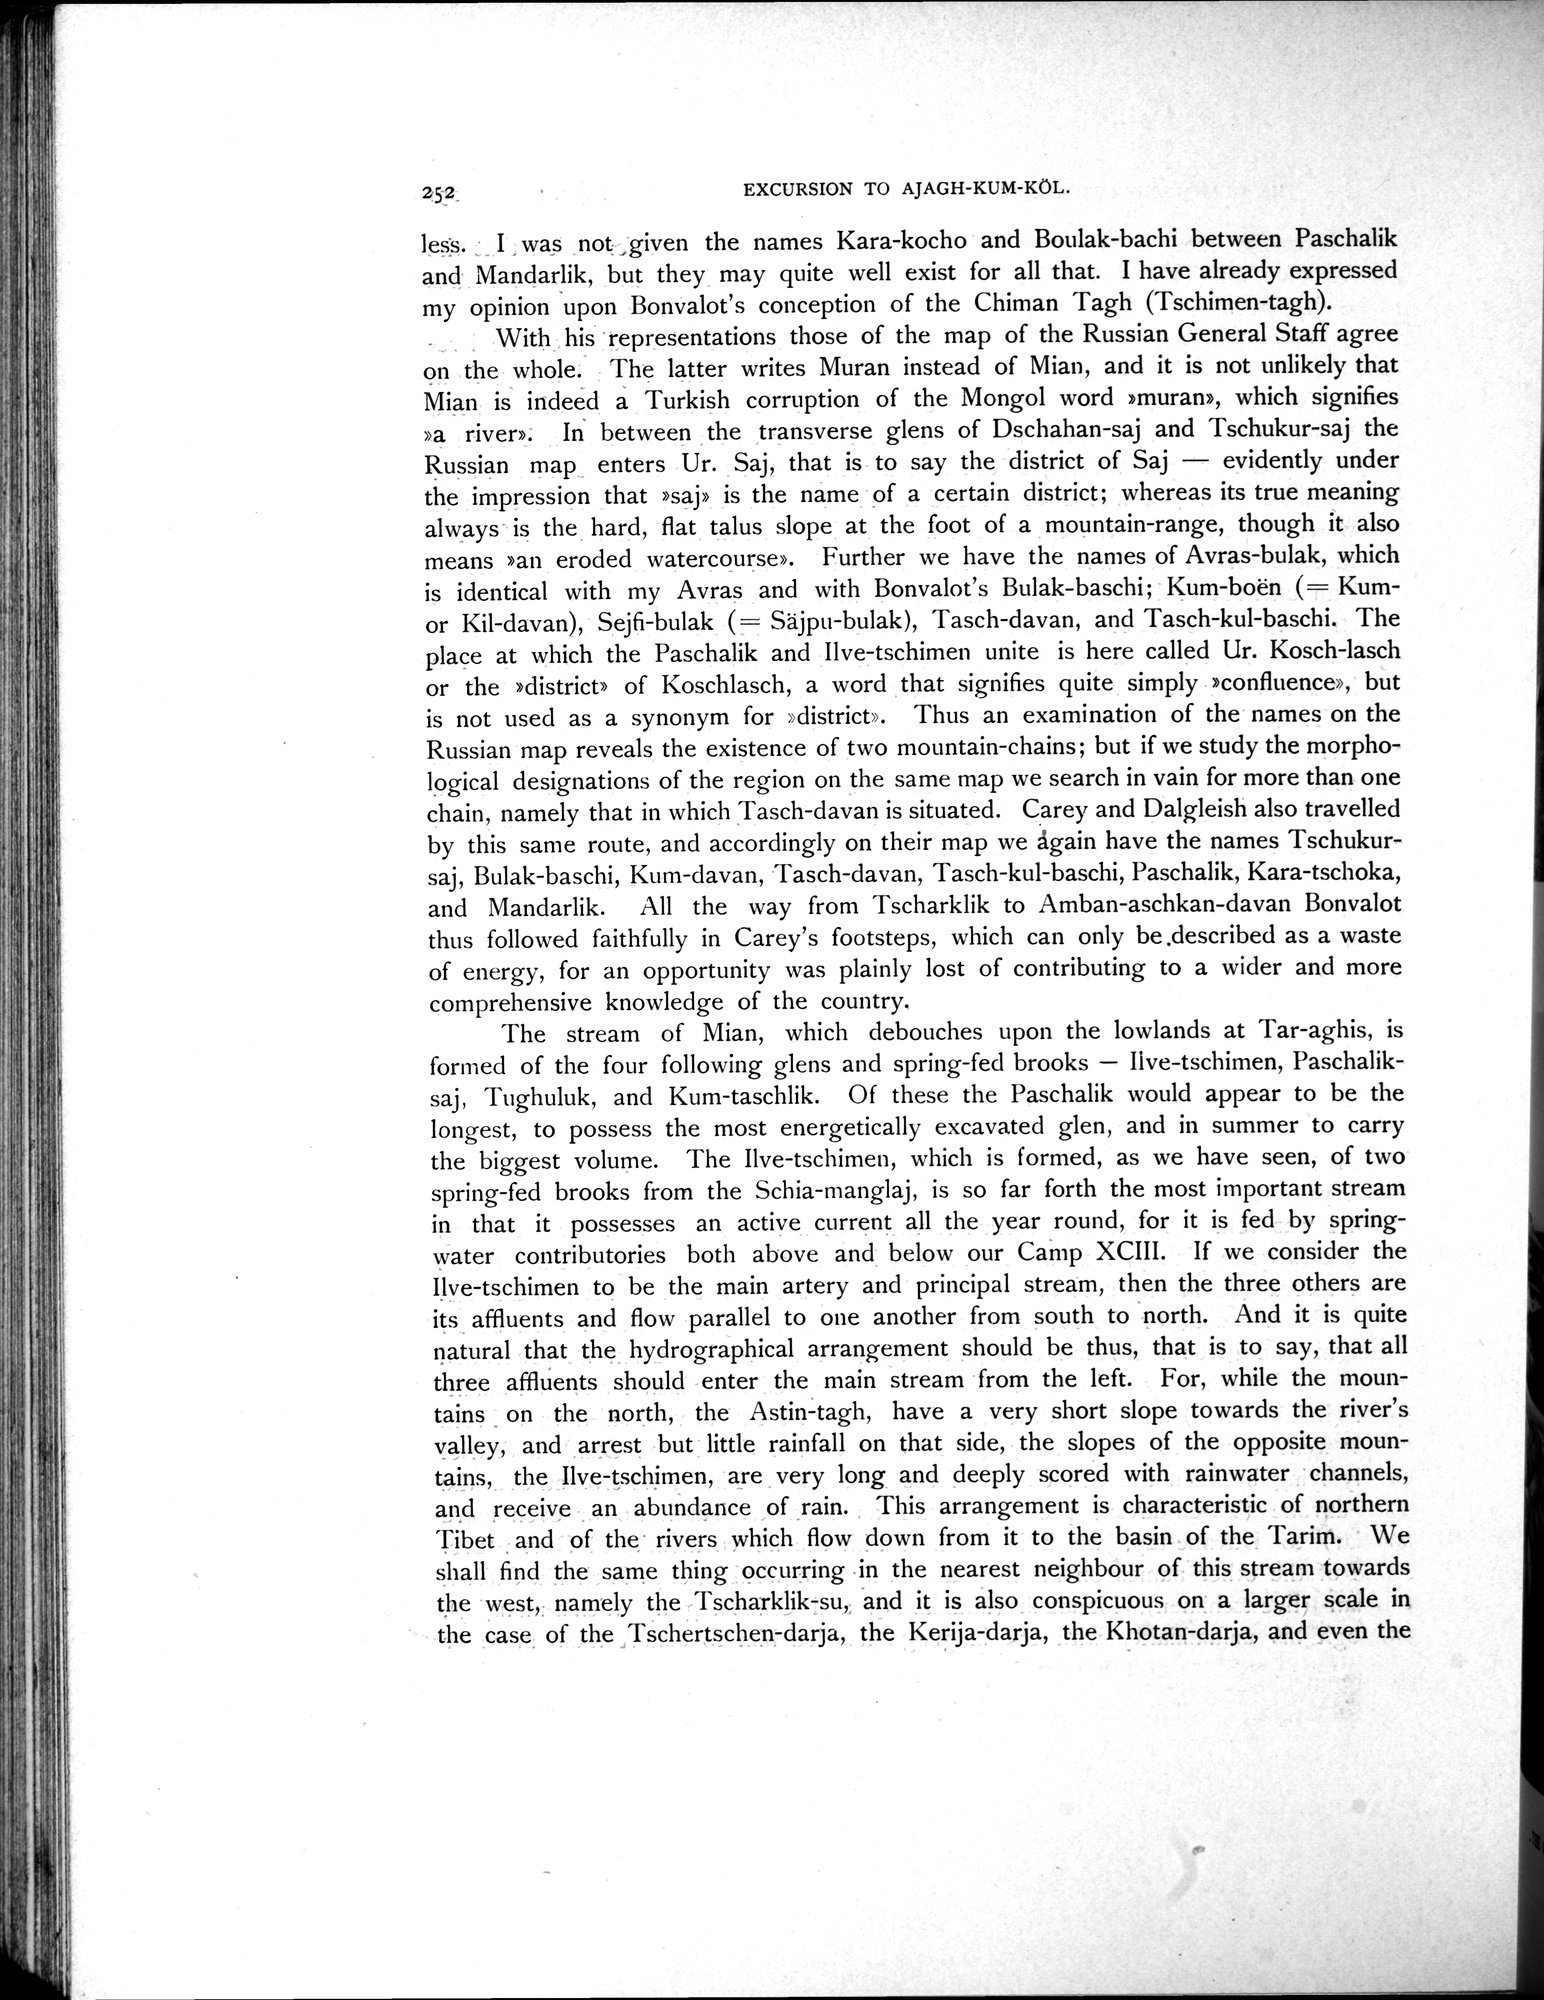 252 EXCURSION TO AJAGH-KUM-KÖL.
less. I was not given the names Kara-kocho and Boulak-bachi between Paschalik
and Mandarlik, but they may quite well exist for all that. I have already expressed
my opinion upon Bonvalot's conception of the Chiman Tagh (Tschimen-tagh).
With his representations those of the map of the Russian General Staff agree
on the whole. The latter writes Muran instead of Mian, and it is not unlikely that
Mian is indeed a Turkish corruption of the Mongol word »muran», which signifies
»a river». In between the transverse glens of Dschahan-saj and Tschukur-saj the
Russian map enters Ur. Saj, that is to say the district of Saj — evidently under
the impression that »saj» is the name of a certain district; whereas its true meaning
always is the hard, flat talus slope at the foot of a mountain-range, though it also
means »an eroded watercourse». Further we have the names of Avras-bulak, which
is identical with my Avras and with Bonvalot's Bulak-baschi; Kum-boën (= Kum-
or Kil-davan), Sejfi-bulak (= Säjpu-bulak), Tasch-davan, and Tasch-kul-baschi. The
place at which the Paschalik and Ilve-tschimen unite is here called Ur. Kosch-lasch
or the »district» of Koschlasch, a word that signifies quite simply »confluence», but
is not used as a synonym for »district». Thus an examination of the names on the
Russian map reveals the existence of two mountain-chains; but if we study the morpho-
logical designations of the region on the same map we search in vain for more than one
chain, namely that in which Tasch-davan is situated. Carey and Dalgleish also travelled
by this same route, and accordingly on their map we again have the names Tschukur-
saj, Bulak-baschi, Kum-davan, Tasch-davan, Tasch-kul-baschi, Paschalik, Kara-tschoka,
and Mandarlik. All the way from Tscharklik to Amban-aschkan-davan Bonvalot
thus followed faithfully in Carey's footsteps, which can only be described as a waste
of energy, for an opportunity was plainly lost of contributing to a wider and more
comprehensive knowledge of the country.
The stream of Mian, which debouches upon the lowlands at Tar-aghis, is
formed of the four following glens and spring-fed brooks — Ilve-tschimen, Paschalik-
saj, Tughuluk, and Kum-taschlik. Of these the Paschalik would appear to be the
longest, to possess the most energetically excavated glen, and in summer to carry
the biggest volume. The Ilve-tschimen, which is formed, as we have seen, of two
spring-fed brooks from the Schia-manglaj, is so far forth the most important stream
in that it possesses an active current all the year round, for it is fed by spring-
water contributories both above and below our Camp XCIII. If we consider the
Ilve-tschimen to be the main artery and principal stream, then the three others are
its affluents and flow parallel to one another from south to north. And it is quite
natural that the hydrographical arrangement should be thus, that is to say, that all
three affluents should enter the main stream from the left. For, while the moun-
tains on the north, the Astin-tagh, have a very short slope towards the river's
valley, and arrest but little rainfall on that side, the slopes of the opposite moun-
tains, the Ilve-tschimen, are very long and deeply scored with rainwater channels,
and receive an abundance of rain. This arrangement is characteristic of northern
Tibet and of the rivers which flow down from it to the basin of the Tarim. We
shall find the same thing occurring in the nearest neighbour of this stream towards
the west, namely the Tscharklik-su, and it is also conspicuous on a larger scale in
the case of the Tschertschen-darja, the Kerija-darja, the Khotan-darja, and even the